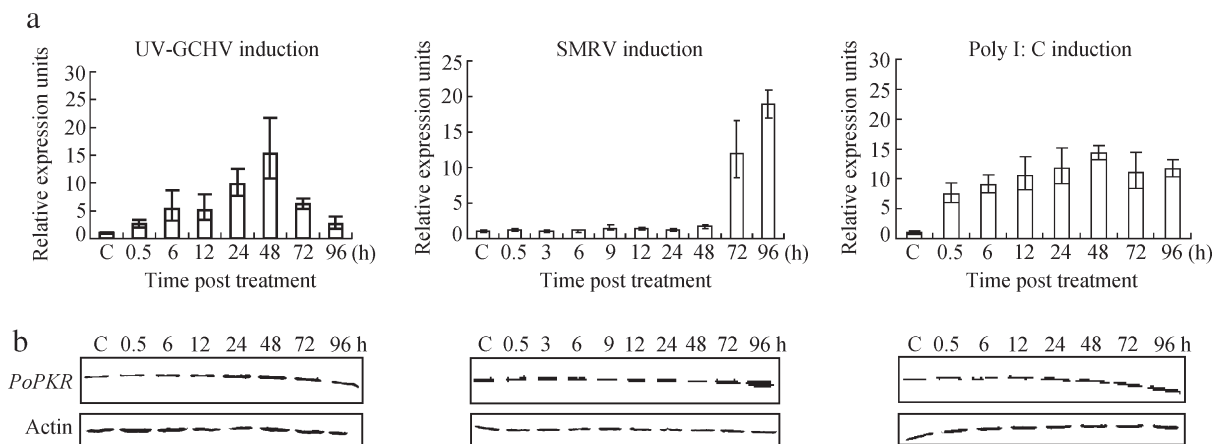 a
UV-GCHV induction
Relative expression units
30
25
20
15
10
5
0
C 0.5 6 12 24 48 72 96 (h)
Time post treatment
SMRV induction
Relative expression units
25
20
15
10
5
0
C 0.5 3 6 9 12 24 48 72 96 (h)
Time post treatment
Poly I: C induction
Relative expression units
30
25
20
15
10
5
0
C 0.5 6 12 24 48 72 96 (h)
Time post treatment
b
C 0.5 6 12 24 48 72 96 h
C 0.5 3 6 9 12 24 48 72 96 h
C 0.5 6 12 24 48 72 96 h
PoPKR
Actin